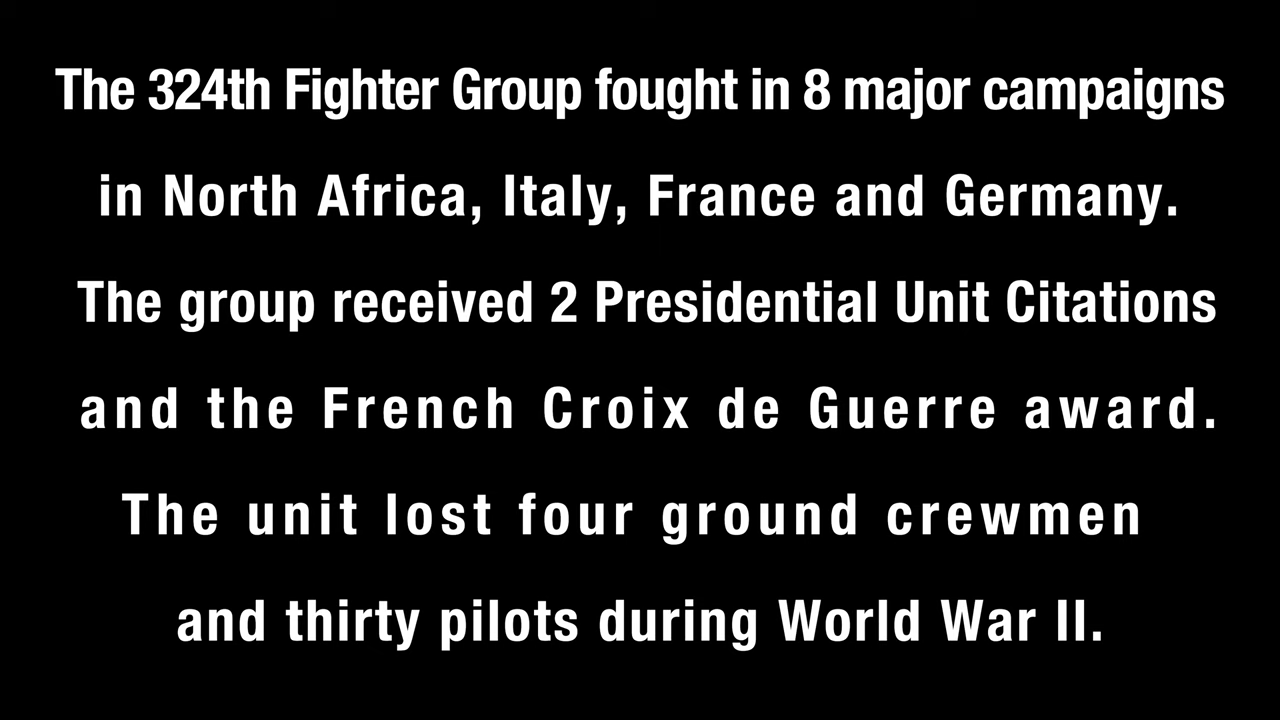 The 324th Fighter Group fought in 8 major campaigns
in North Africa, Italy, France and Germany.
The group received 2 Presidential Unit Citations
and the French Croix de Guerre award.
The unit lost four ground crewmen
and thirty pilots during World War II.